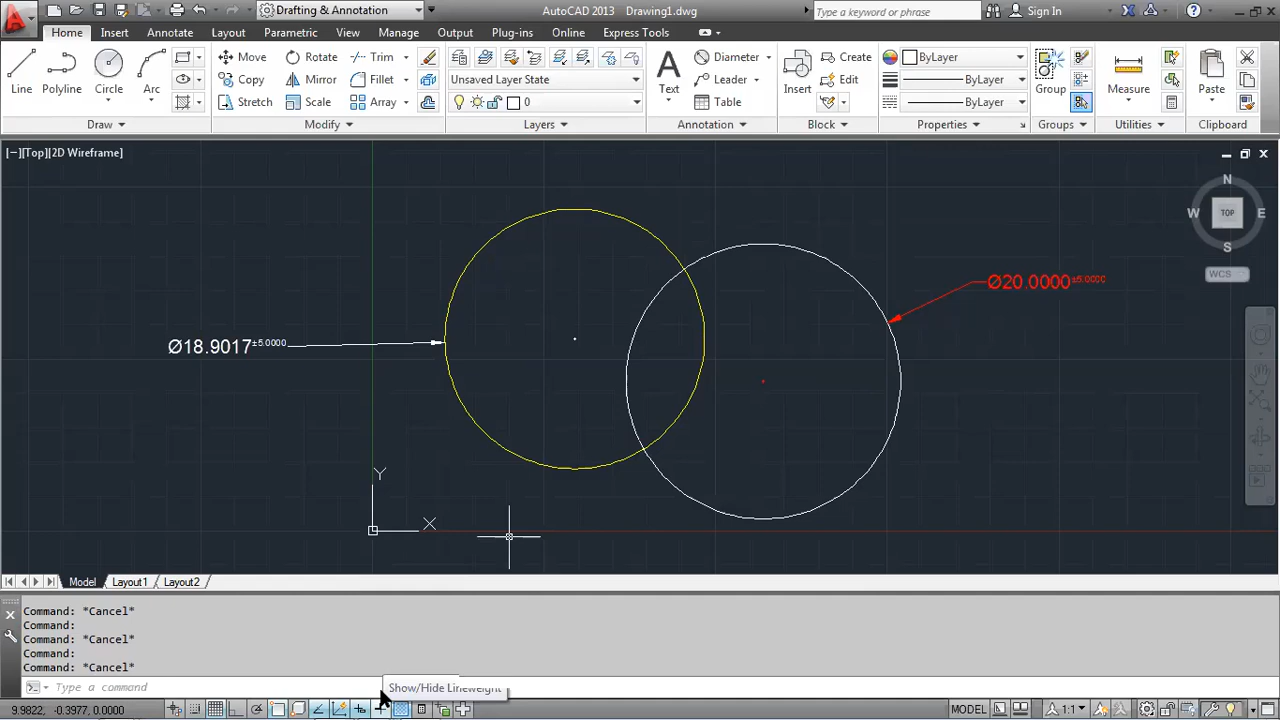 Drafting & Annotation
AutoCAD 2013 Drawing1.dwg
Type a keyword or phrase
Sign In
Home Insert Annotate Layout Parametric View Manage Output Plug-ins Online Express Tools
Line
Polyline
Circle
Arc
Move
Rotate
Trim
Copy
Mirror
Fillet
Stretch
Scale
Array
Unsaved Layer State
0
Text
Diameter
Leader
Table
Insert
Create
Edit
ByLayer
ByLayer
ByLayer
Group
Measure
Paste
Draw
Modify
Layers
Annotation
Block
Properties
Groups
Utilities
Clipboard
[−][Top][2D Wireframe]
N
W TOP E
S
WCS
Ø20.0000±5.0000
Ø18.9017±5.0000
Y
X
Model Layout1 Layout2
Command: *Cancel*
Command:
Command: *Cancel*
Command:
Command: *Cancel*
Type a command
Show/Hide Lineweight
9.9822, -0.3977, 0.0000
MODEL
1:1